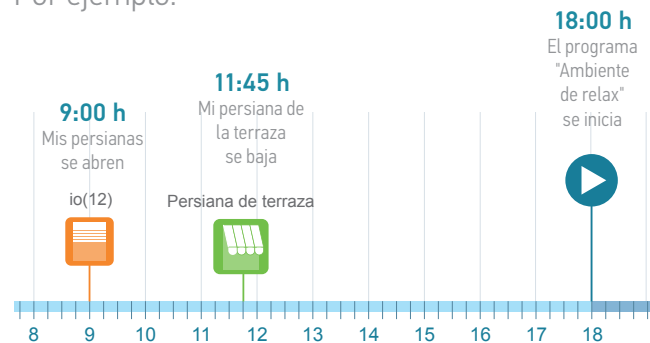 Por ejemplo:
18:00 h
El programa
"Ambiente
de relax"
se inicia
11:45 h
Mi persiana de
la terraza
se baja
9:00 h
Mis persianas
se abren
io(12)
Persiana de terraza
8 9 10 11 12 13 14 15 16 17 18